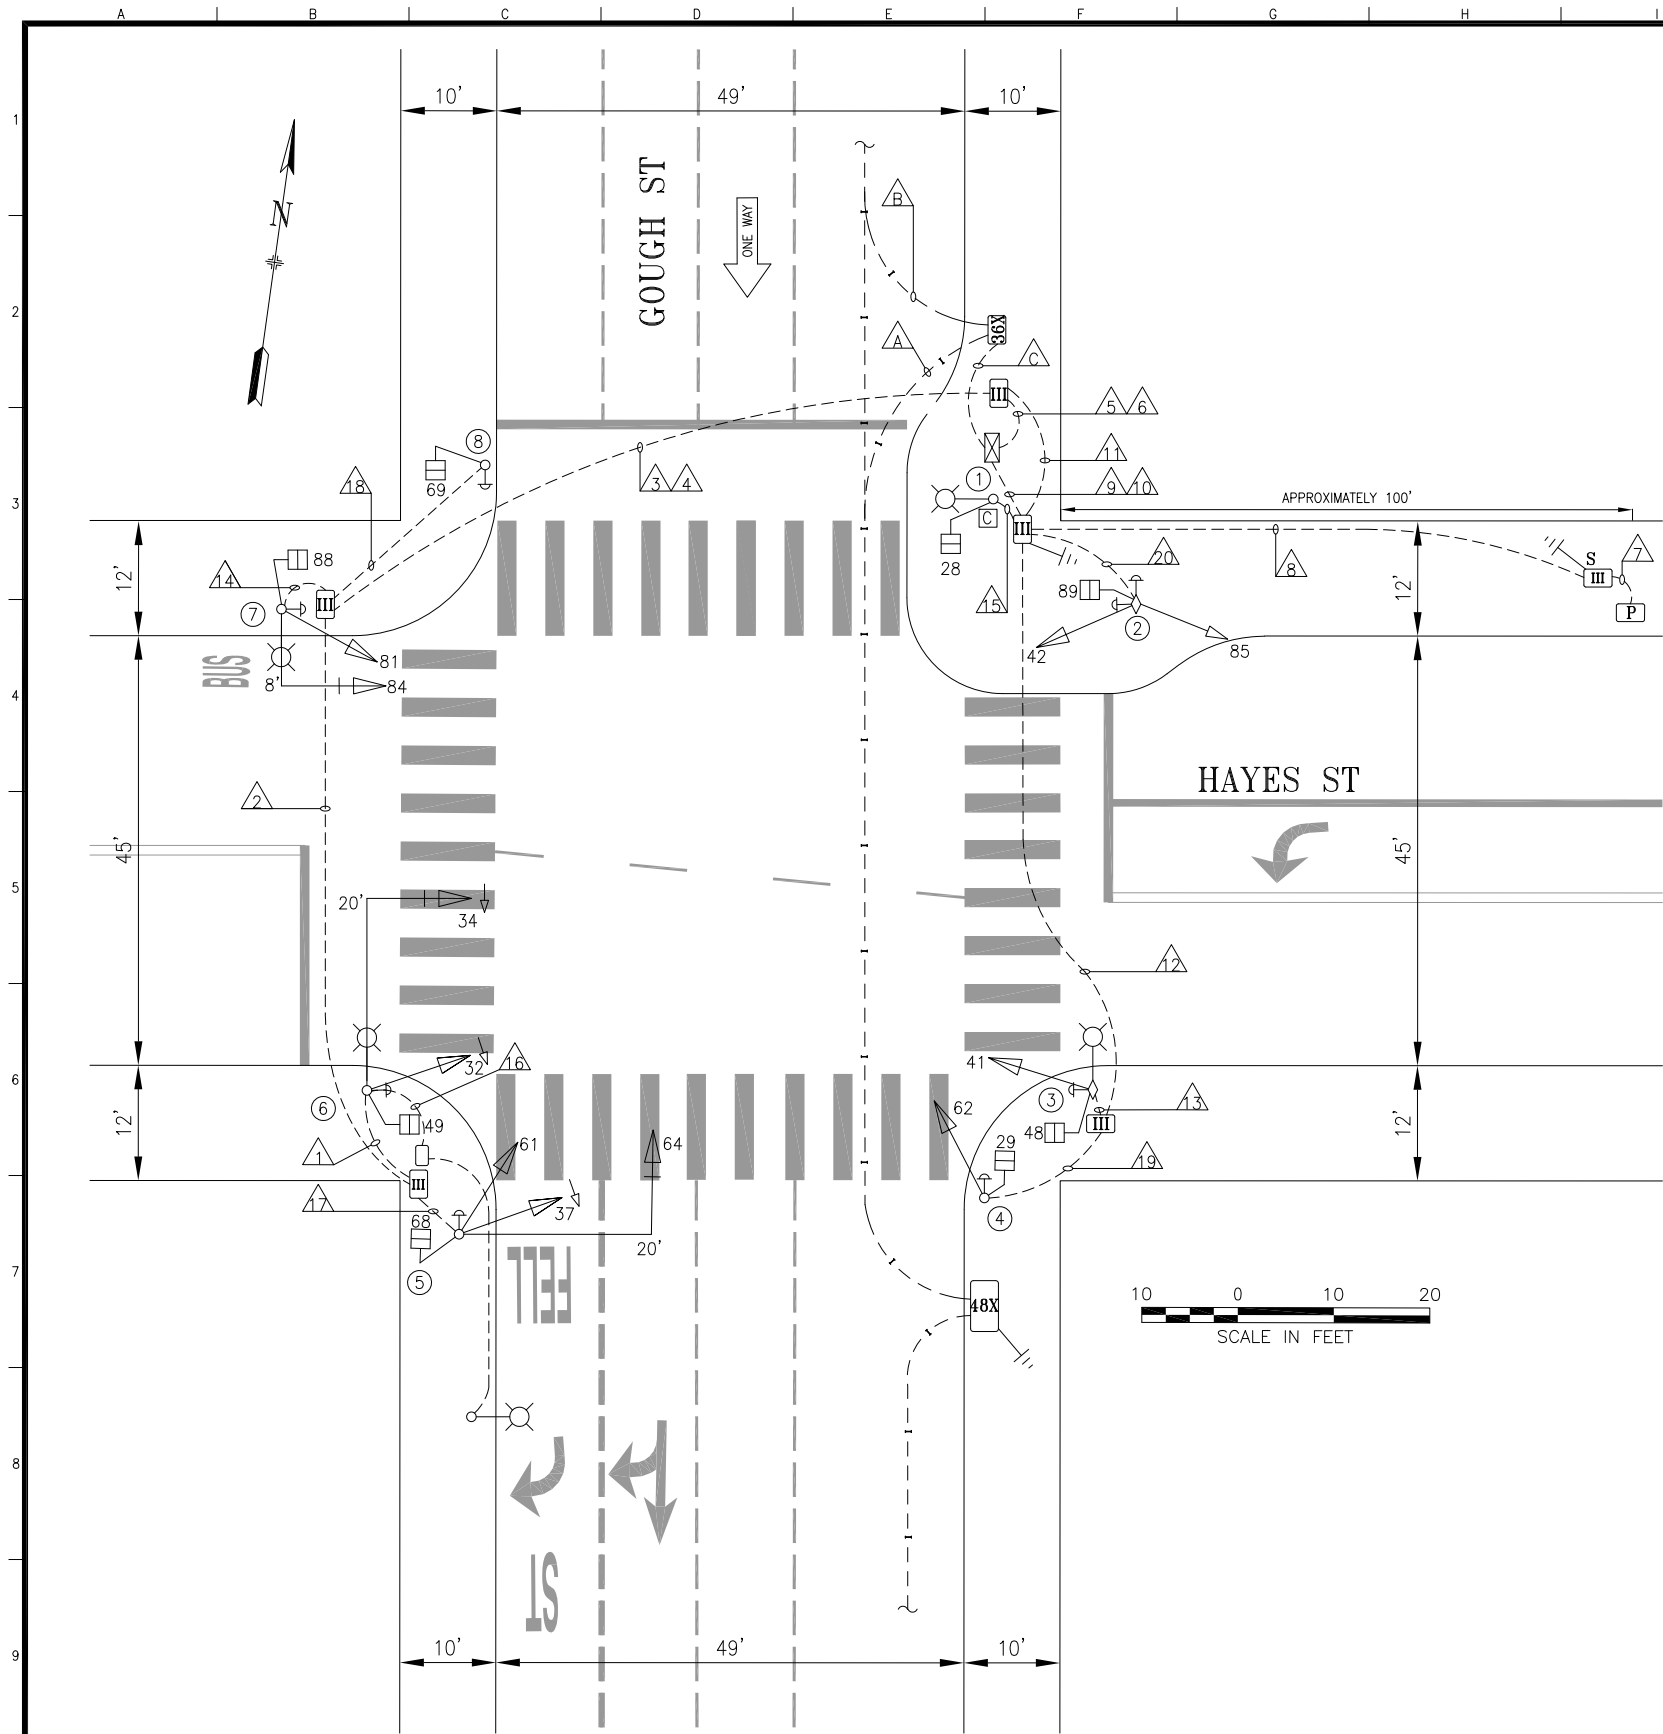 A B C D E F G H I
1
10' 49' 10'
GOUGH ST
ONE WAY
N
B
2
36X
A
C
III
5 6
8
11
1
18
69
3 4
9 10
3
APPROXIMATELY 100'
C
III
28
20
8
S
7
III
P
88
14
12'
7
III
89
15
2
12'
42
85
81
BUS
8'
84
4
HAYES ST
2
45'
45'
5
20'
34
12
32
16
41
6
6
3
13
12'
49
62
48
III
12'
61
64
29
1
19
III
17
68
37
4
20'
5
7
FELL
48X
10 0 10 20
SCALE IN FEET
8
ST
9
10' 49' 10'